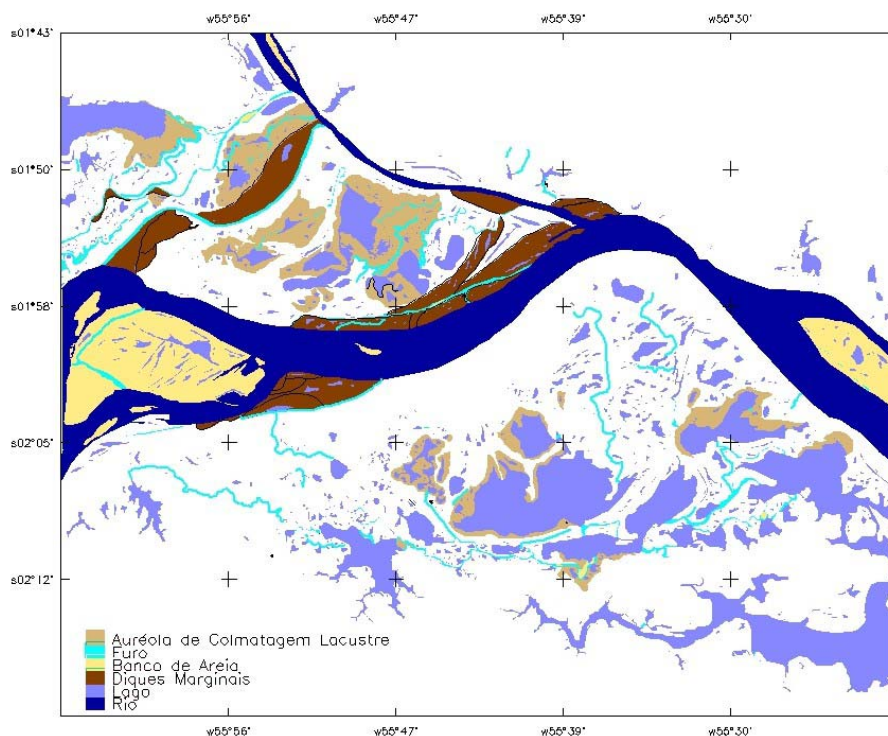 w55°56' w55°47' w55°39' w55°30'
s01°43'
s01°50'
s01°58'
s02°05'
s02°12'
Auréola de Colmatagem Lacustre
Furo
Banco de Areia
Diques Marginais
Lago
Rio
w55°56' w55°47' w55°39' w55°30'